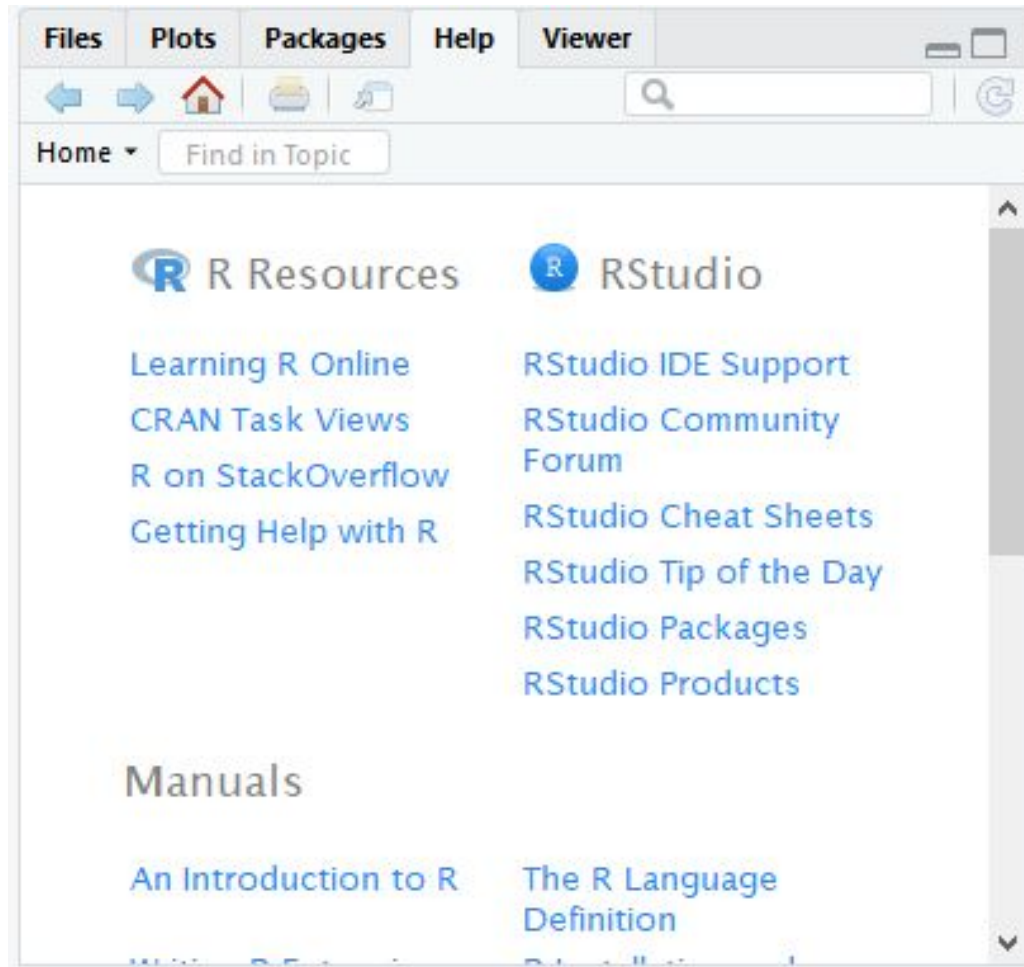 Files Plots Packages Help Viewer
Home Find in Topic
R R Resources
R RStudio
Learning R Online
CRAN Task Views
R on StackOverflow
Getting Help with R
RStudio IDE Support
RStudio Community
Forum
RStudio Cheat Sheets
RStudio Tip of the Day
RStudio Packages
RStudio Products
Manuals
An Introduction to R
The R Language
Definition